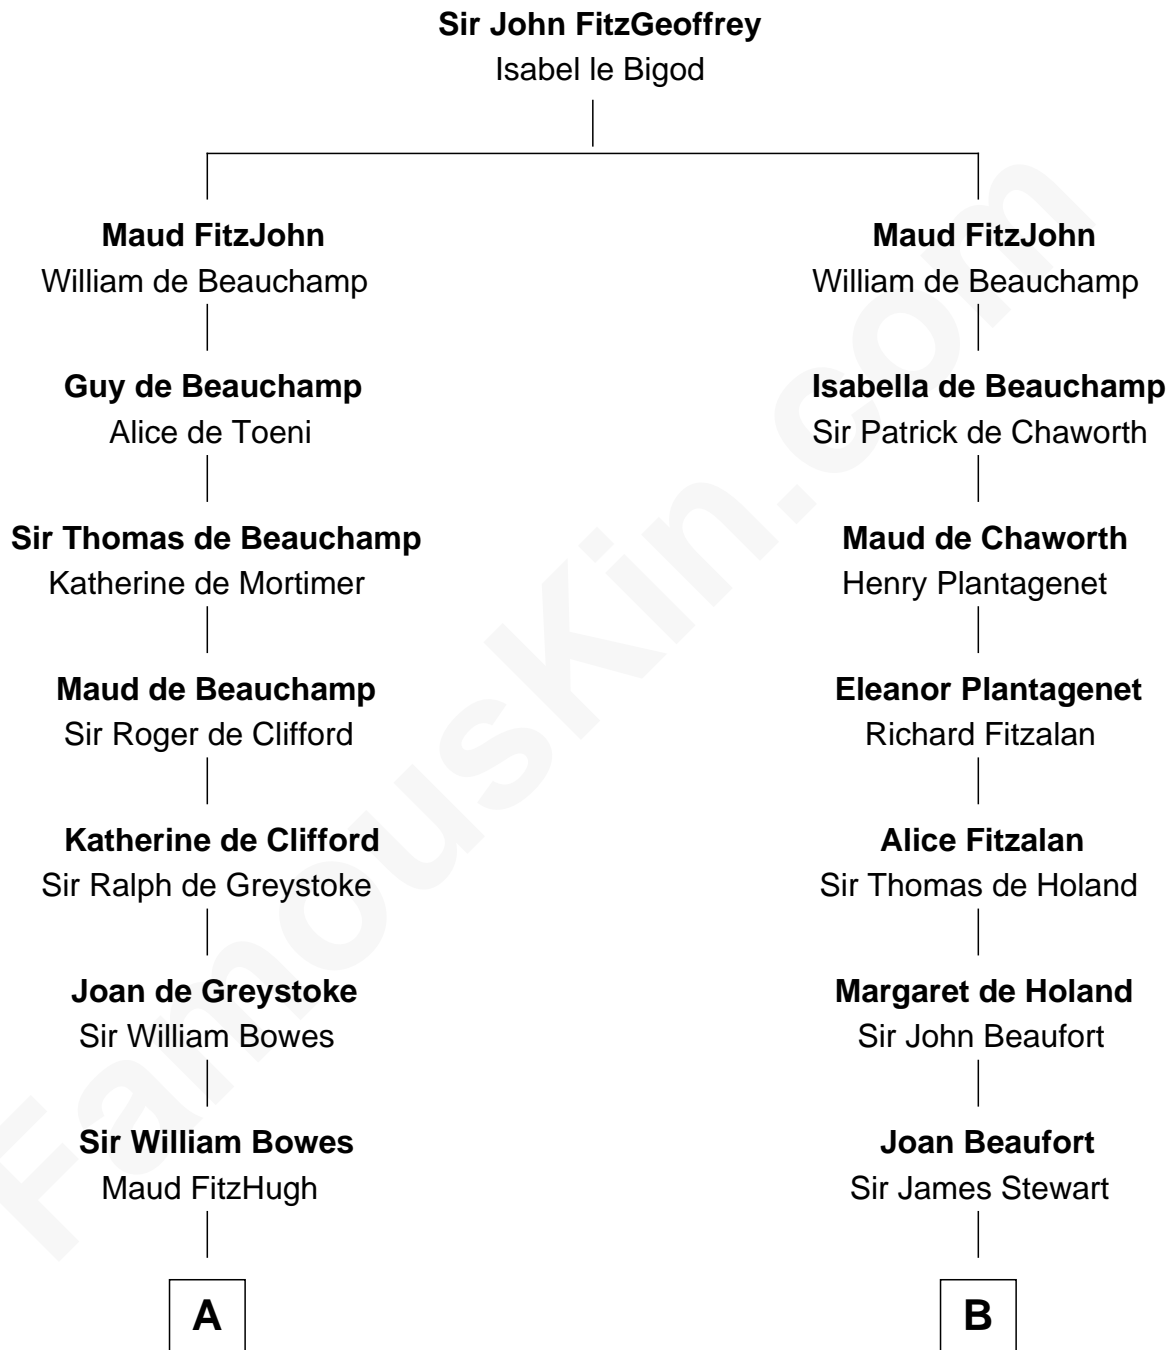 Sir John FitzGeoffrey
Isabel le Bigod
Maud FitzJohn
William de Beauchamp
Guy de Beauchamp
Alice de Toeni
Sir Thomas de Beauchamp
Katherine de Mortimer
Maud de Beauchamp
Sir Roger de Clifford
Katherine de Clifford
Sir Ralph de Greystoke
Joan de Greystoke
Sir William Bowes
Sir William Bowes
Maud FitzHugh
A
Maud FitzJohn
William de Beauchamp
Isabella de Beauchamp
Sir Patrick de Chaworth
Maud de Chaworth
Henry Plantagenet
Eleanor Plantagenet
Richard Fitzalan
Alice Fitzalan
Sir Thomas de Holand
Margaret de Holand
Sir John Beaufort
Joan Beaufort
Sir James Stewart
B
FamousKin.com